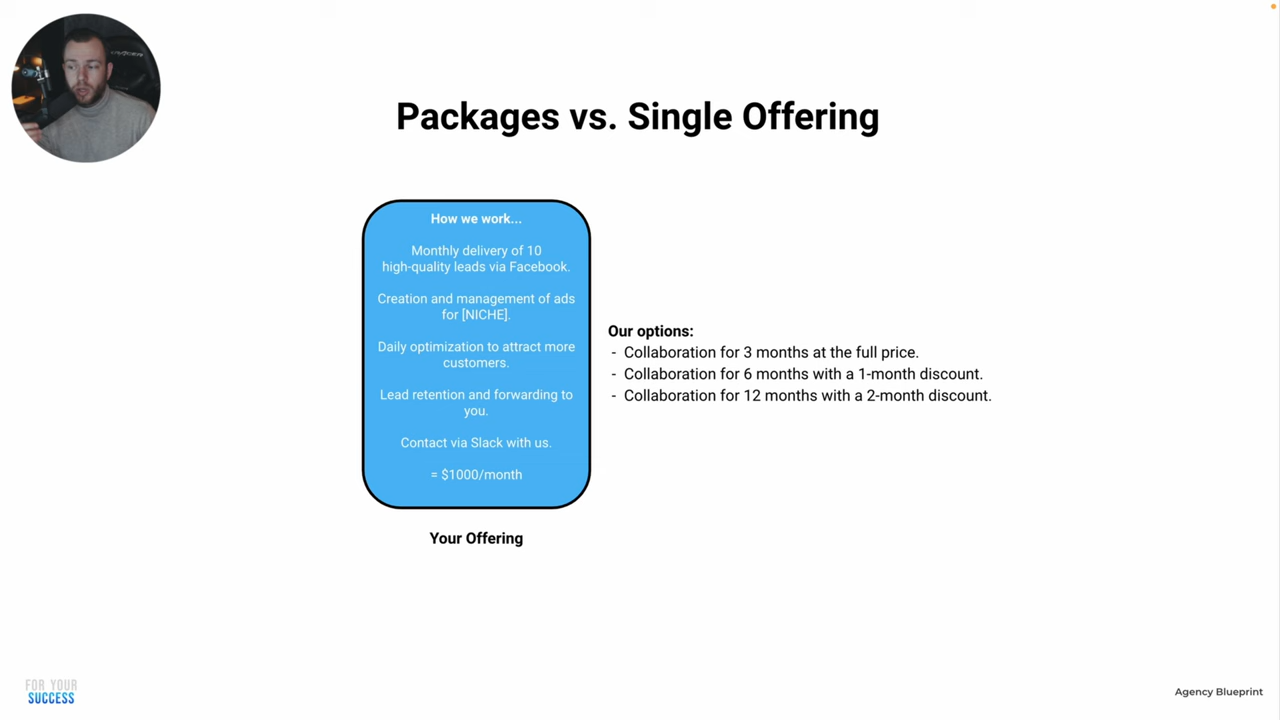 Packages vs. Single Offering
How we work...
Monthly delivery of 10
high-quality leads via Facebook.
Creation and management of ads
for [NICHE].
Daily optimization to attract more
customers.
Lead retention and forwarding to
you.
Contact via Slack with us.
= $1000/month
Your Offering
Our options:
- Collaboration for 3 months at the full price.
- Collaboration for 6 months with a 1-month discount.
- Collaboration for 12 months with a 2-month discount.
FOR YOUR
SUCCESS
Agency Blueprint